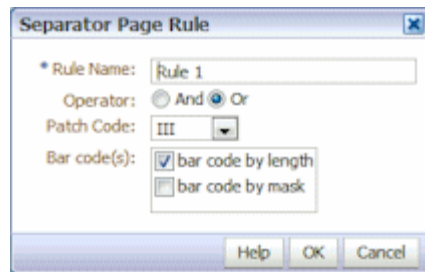 Separator Page Rule
* Rule Name: Rule 1
Operator: And Or
Patch Code: III
Bar code(s): bar code by length
bar code by mask
Help OK Cancel